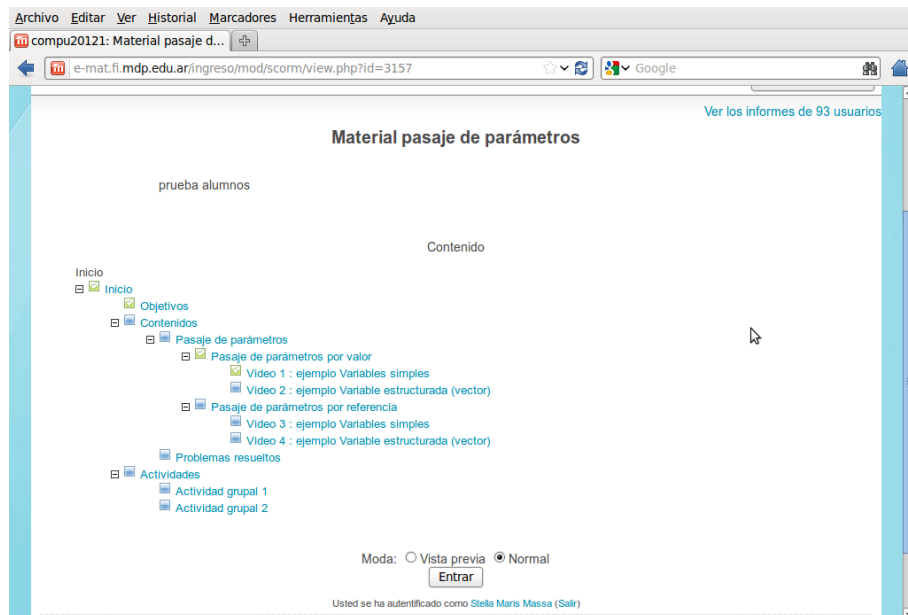 Archivo Editar Ver Historial Marcadores Herramientas Ayuda
compu20121: Material pasaje d...
e-mat.fi.mdp.edu.ar/ingreso/mod/scorm/view.php?id=3157 Google
Ver los informes de 93 usuarios
Material pasaje de parámetros
prueba alumnos
Contenido
Inicio
Inicio
Objetivos
Contenidos
Pasaje de parámetros
Pasaje de parámetros por valor
Video 1 : ejemplo Variables simples
Video 2 : ejemplo Variable estructurada (vector)
Pasaje de parámetros por referencia
Video 3 : ejemplo Variables simples
Video 4 : ejemplo Variable estructurada (vector)
Problemas resueltos
Actividades
Actividad grupal 1
Actividad grupal 2
Moda: Vista previa Normal
Entrar
Usted se ha autentificado como Stella Maris Massa (Salir)